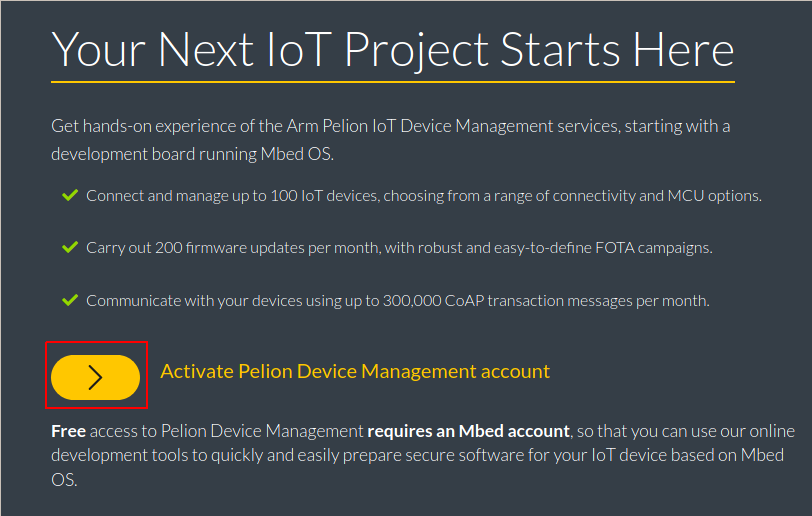 Your Next IoT Project Starts Here
Get hands-on experience of the Arm Pelion IoT Device Management services, starting with a
development board running Mbed OS.
Connect and manage up to 100 IoT devices, choosing from a range of connectivity and MCU options.
Carry out 200 firmware updates per month, with robust and easy-to-define FOTA campaigns.
Communicate with your devices using up to 300,000 CoAP transaction messages per month.
Activate Pelion Device Management account
Free access to Pelion Device Management requires an Mbed account, so that you can use our online
development tools to quickly and easily prepare secure software for your IoT device based on Mbed
OS.